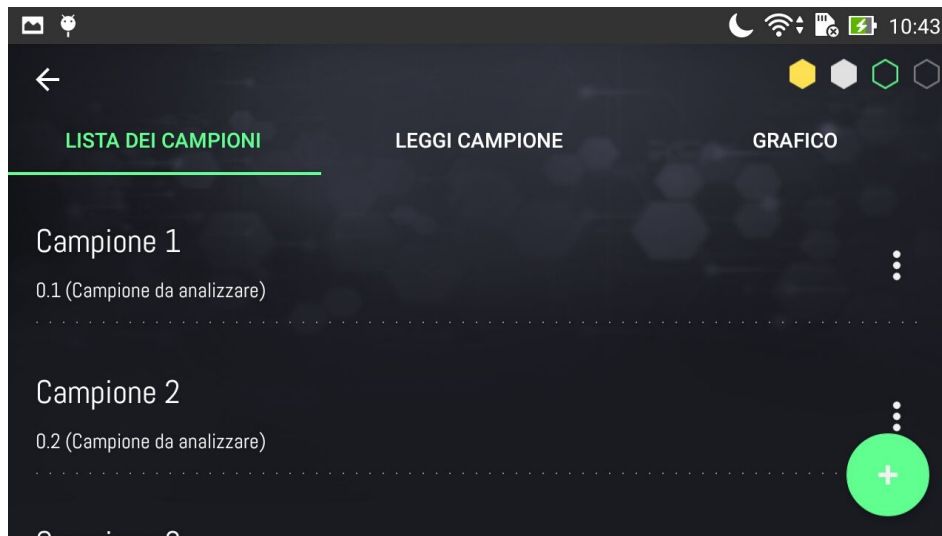 10:43
LISTA DEI CAMPIONI LEGGI CAMPIONE GRAFICO
Campione 1
0.1 (Campione da analizzare)
Campione 2
0.2 (Campione da analizzare)